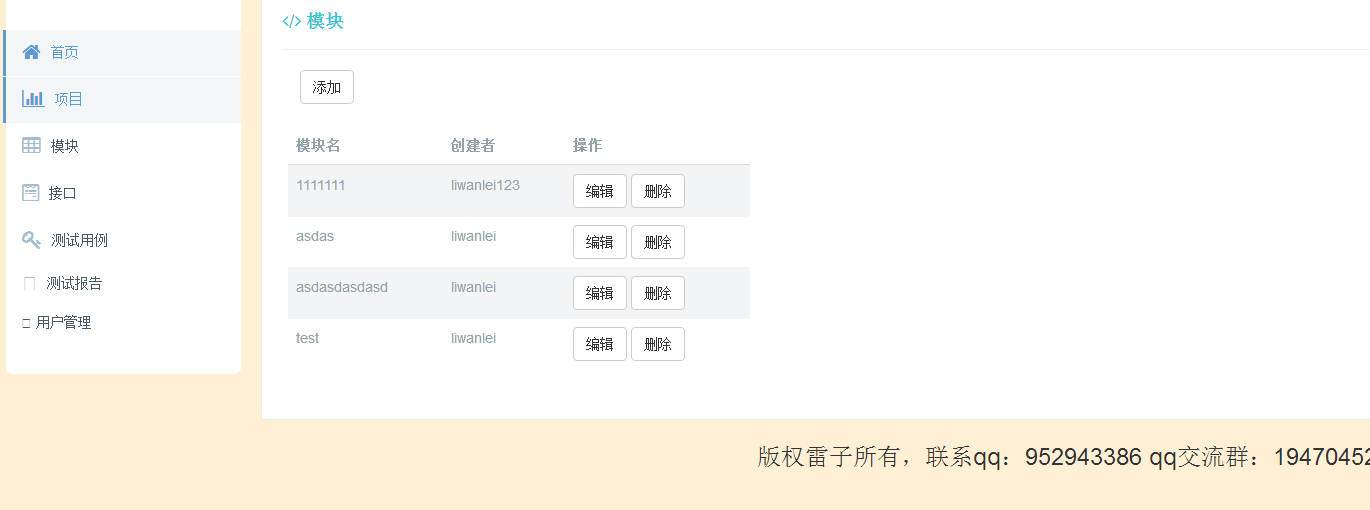 </> 模块
首页
项目
模块
接口
测试用例
测试报告
用户管理
添加
模块名 创建者 操作
1111111 liwanlei123 编辑 删除
asdas liwanlei 编辑 删除
asdasdasdasd liwanlei 编辑 删除
test liwanlei 编辑 删除
版权雷子所有，联系qq：952943386 qq交流群：19470452